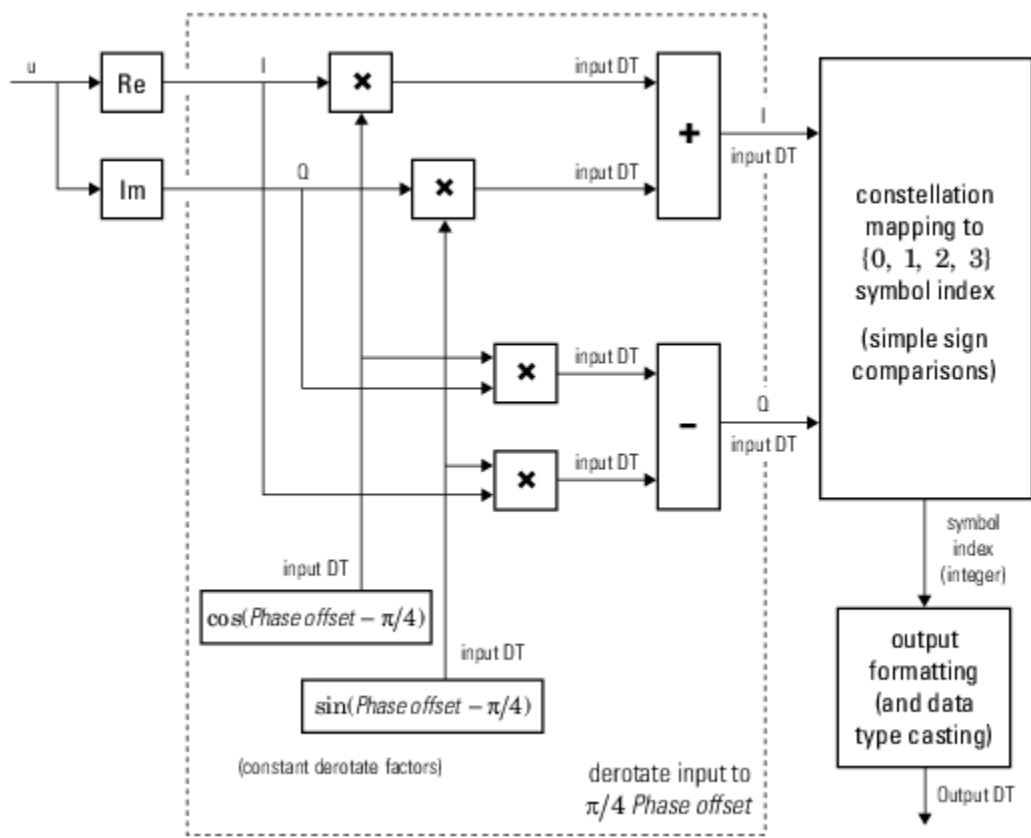 u
Re
I
×
input DT
+
I
input DT
Im
Q
×
input DT
constellation
mapping to
{0, 1, 2, 3}
symbol index
(simple sign
comparisons)
×
input DT
−
Q
input DT
×
input DT
symbol
index
(integer)
input DT
cos(Phase offset − π/4)
input DT
sin(Phase offset − π/4)
(constant derotate factors)
derotate input to
π/4 Phase offset
output
formatting
(and data
type casting)
Output DT